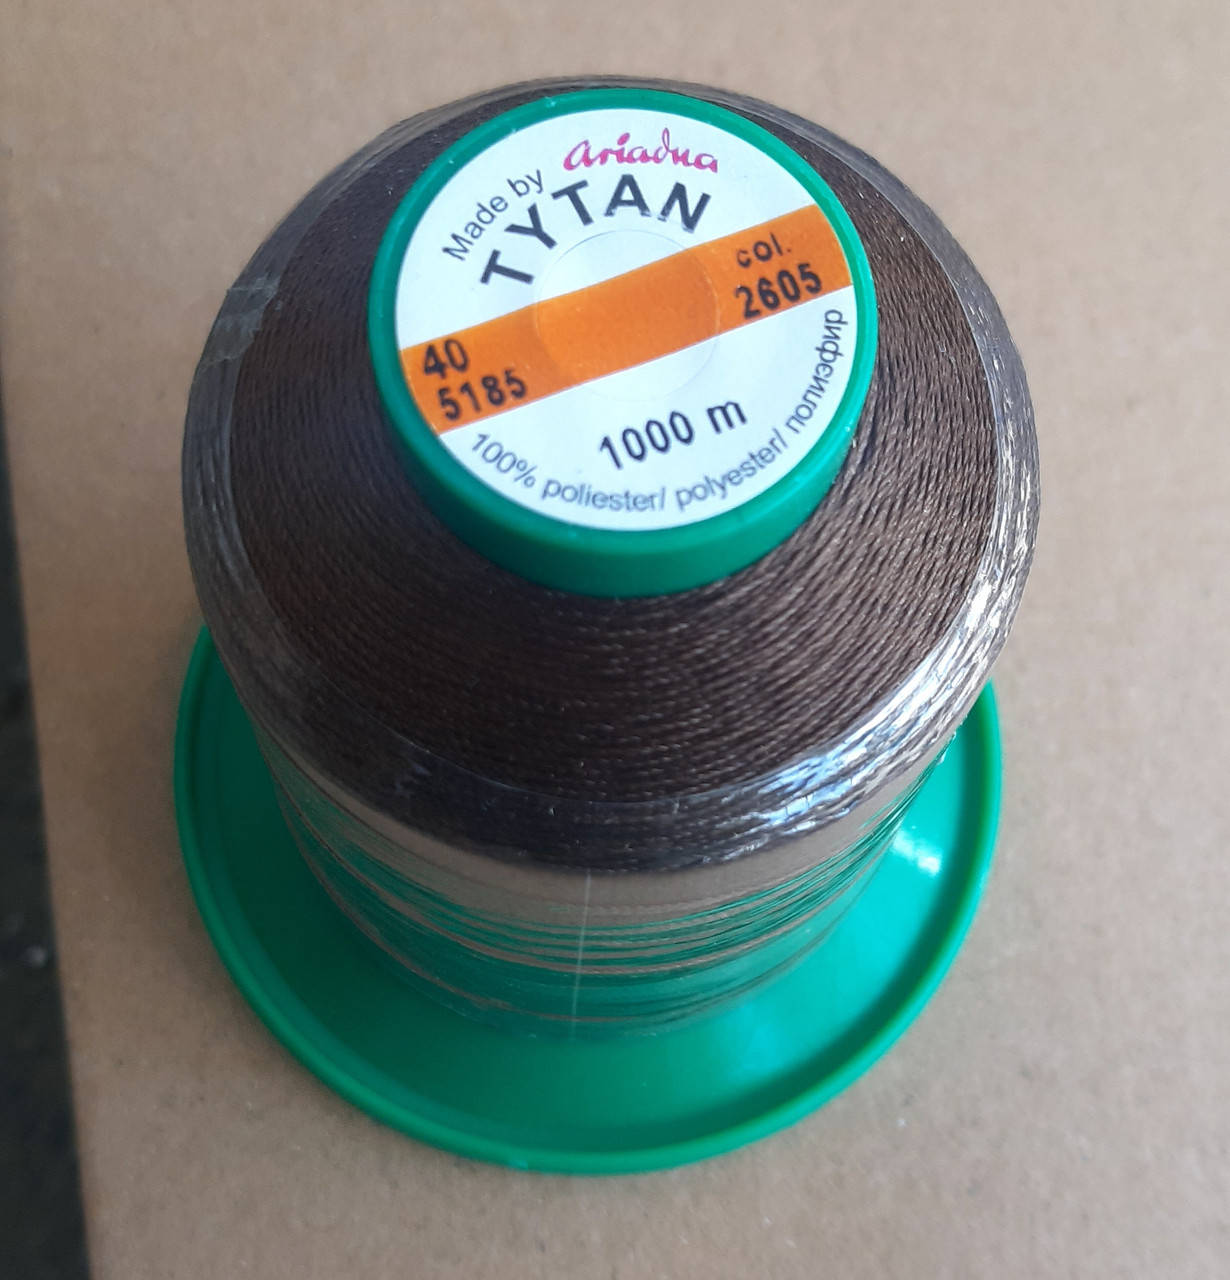 Made by Ariadna
TYTAN
col.
2605
40
5185
1000 m
100% poliester/ polyester/ полиэфир